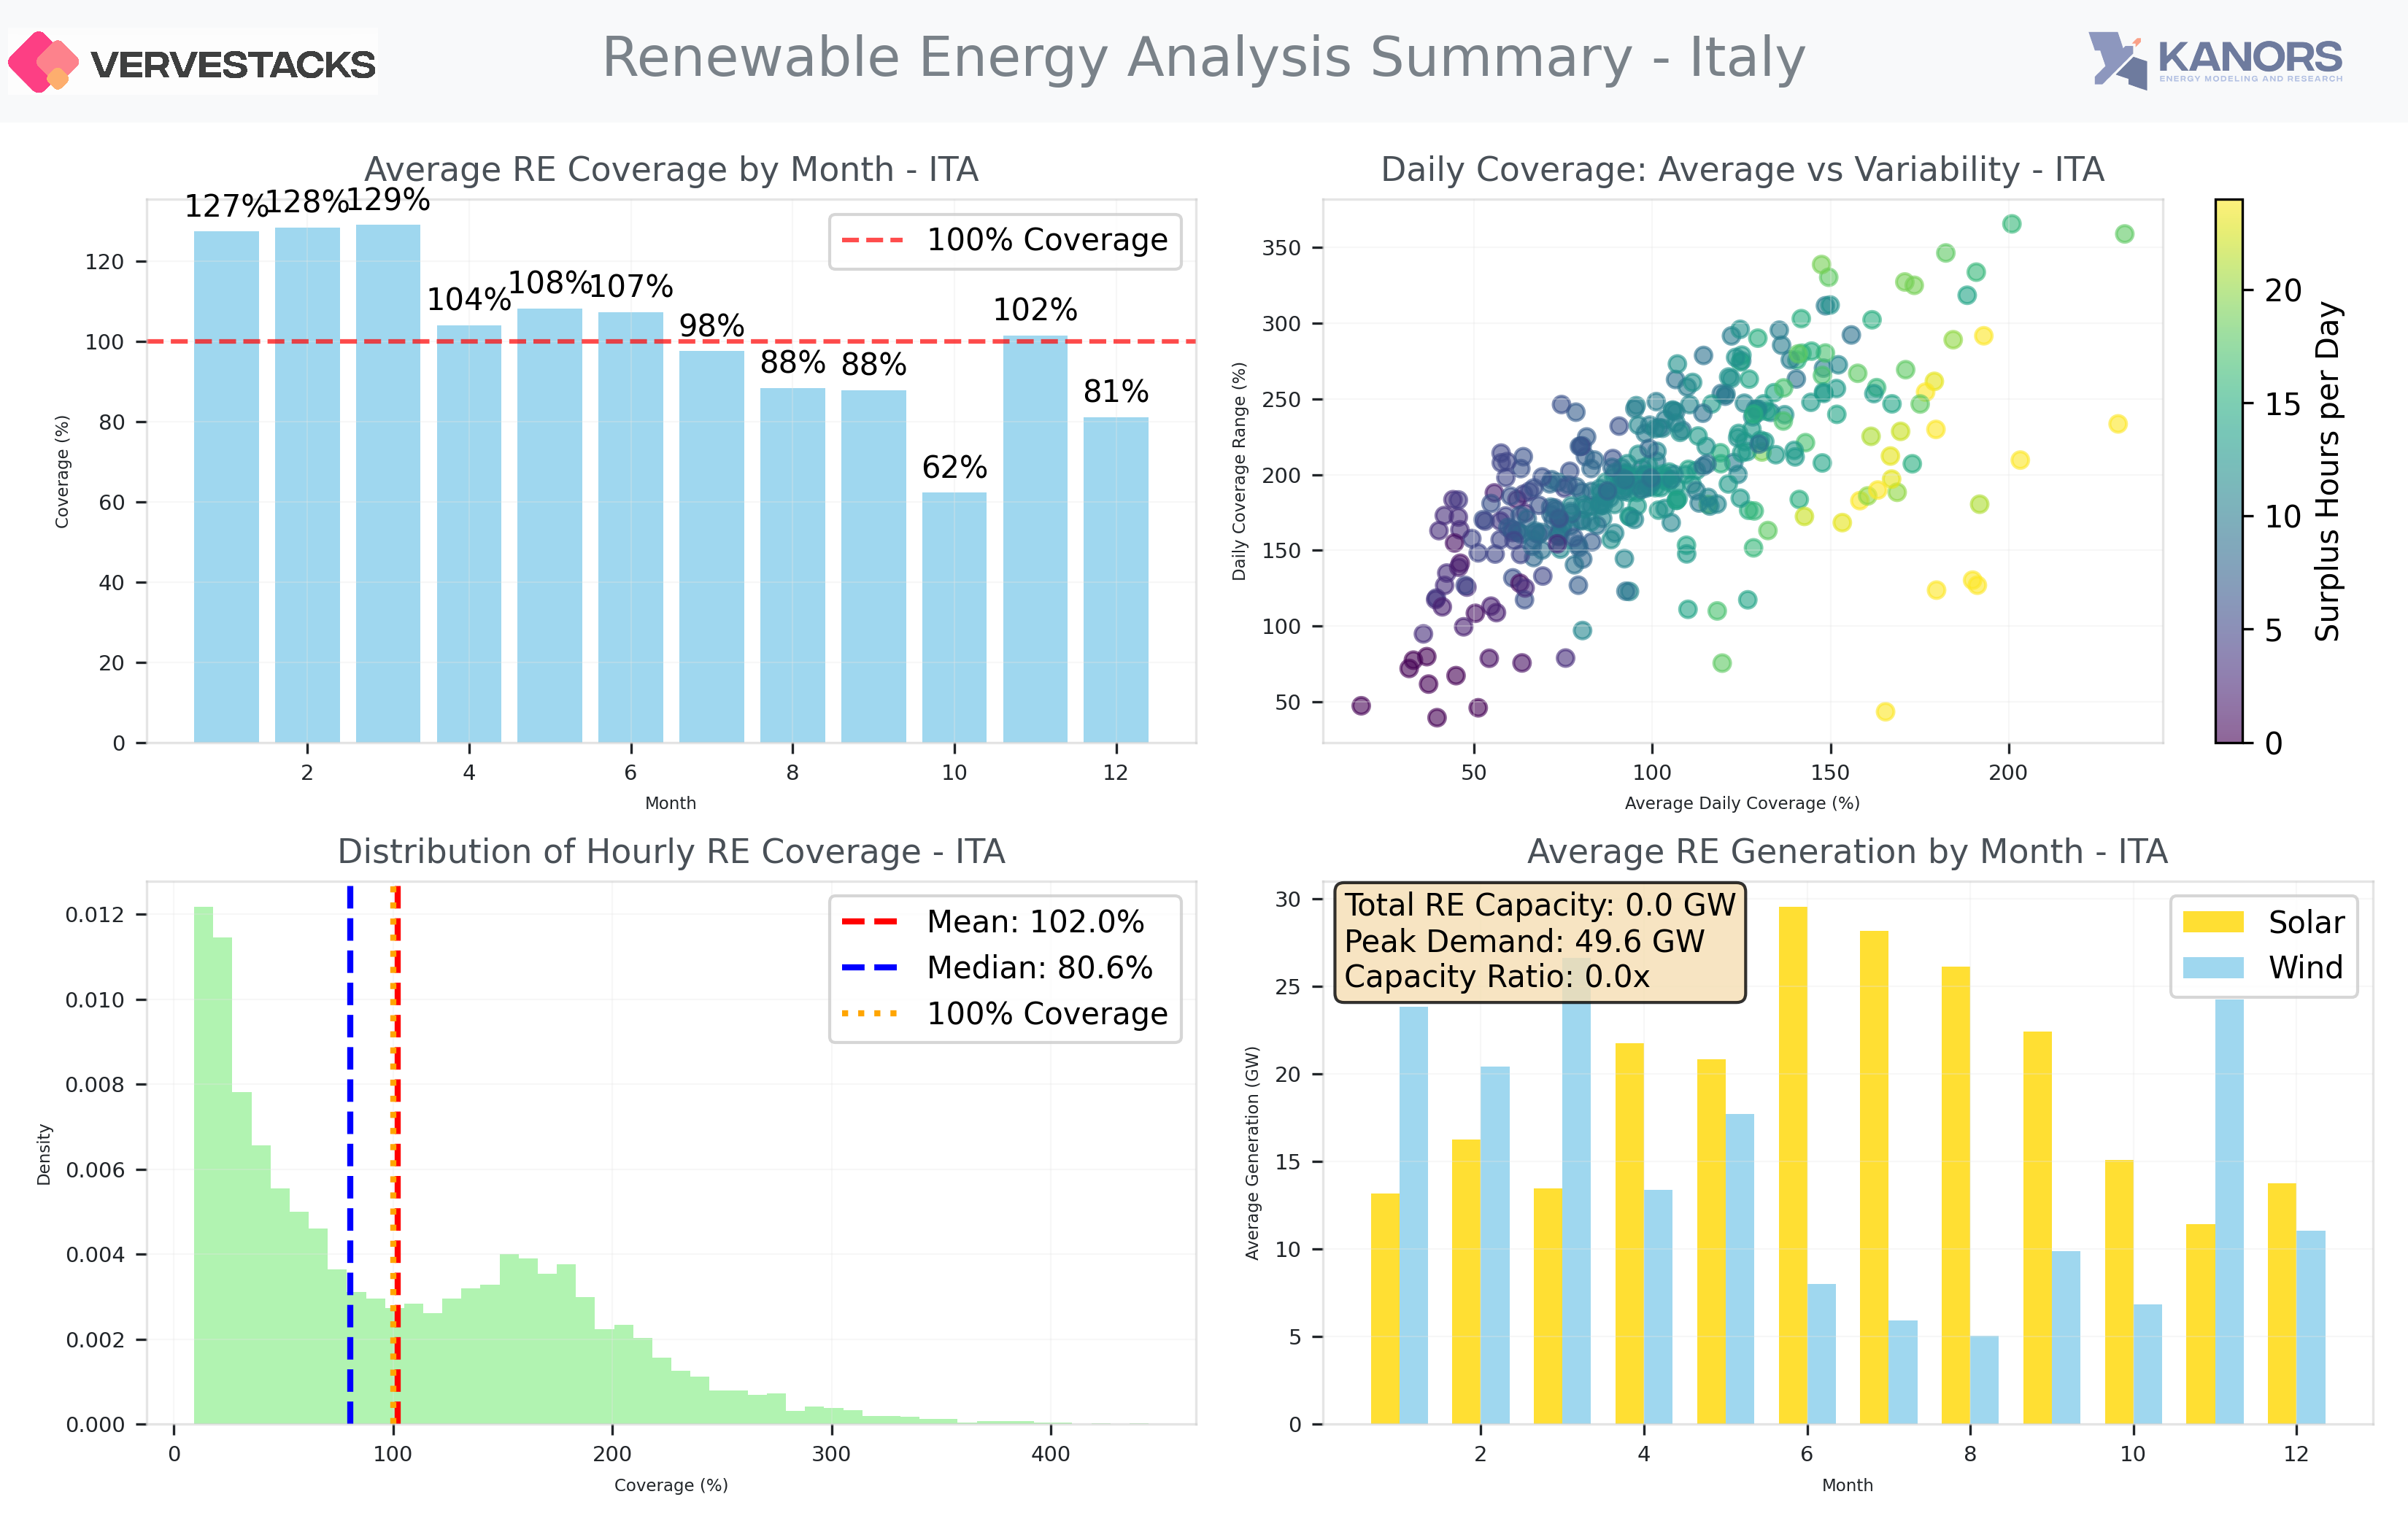 VERVESTACKS
Renewable Energy Analysis Summary - Italy
KANORS
ENERGY MODELING AND RESEARCH
Average RE Coverage by Month - ITA
127%
128%
129%
104%
108%
107%
98%
88%
88%
62%
102%
81%
100% Coverage
Coverage (%)
120
100
80
60
40
20
0
2
4
6
8
10
12
Month
Daily Coverage: Average vs Variability - ITA
Daily Coverage Range (%)
350
300
250
200
150
100
50
50
100
150
200
Average Daily Coverage (%)
20
15
10
5
0
Surplus Hours per Day
Distribution of Hourly RE Coverage - ITA
Mean: 102.0%
Median: 80.6%
100% Coverage
Density
0.012
0.010
0.008
0.006
0.004
0.002
0.000
0
100
200
300
400
Coverage (%)
Average RE Generation by Month - ITA
Total RE Capacity: 0.0 GW
Peak Demand: 49.6 GW
Capacity Ratio: 0.0x
Solar
Wind
Average Generation (GW)
30
25
20
15
10
5
0
2
4
6
8
10
12
Month